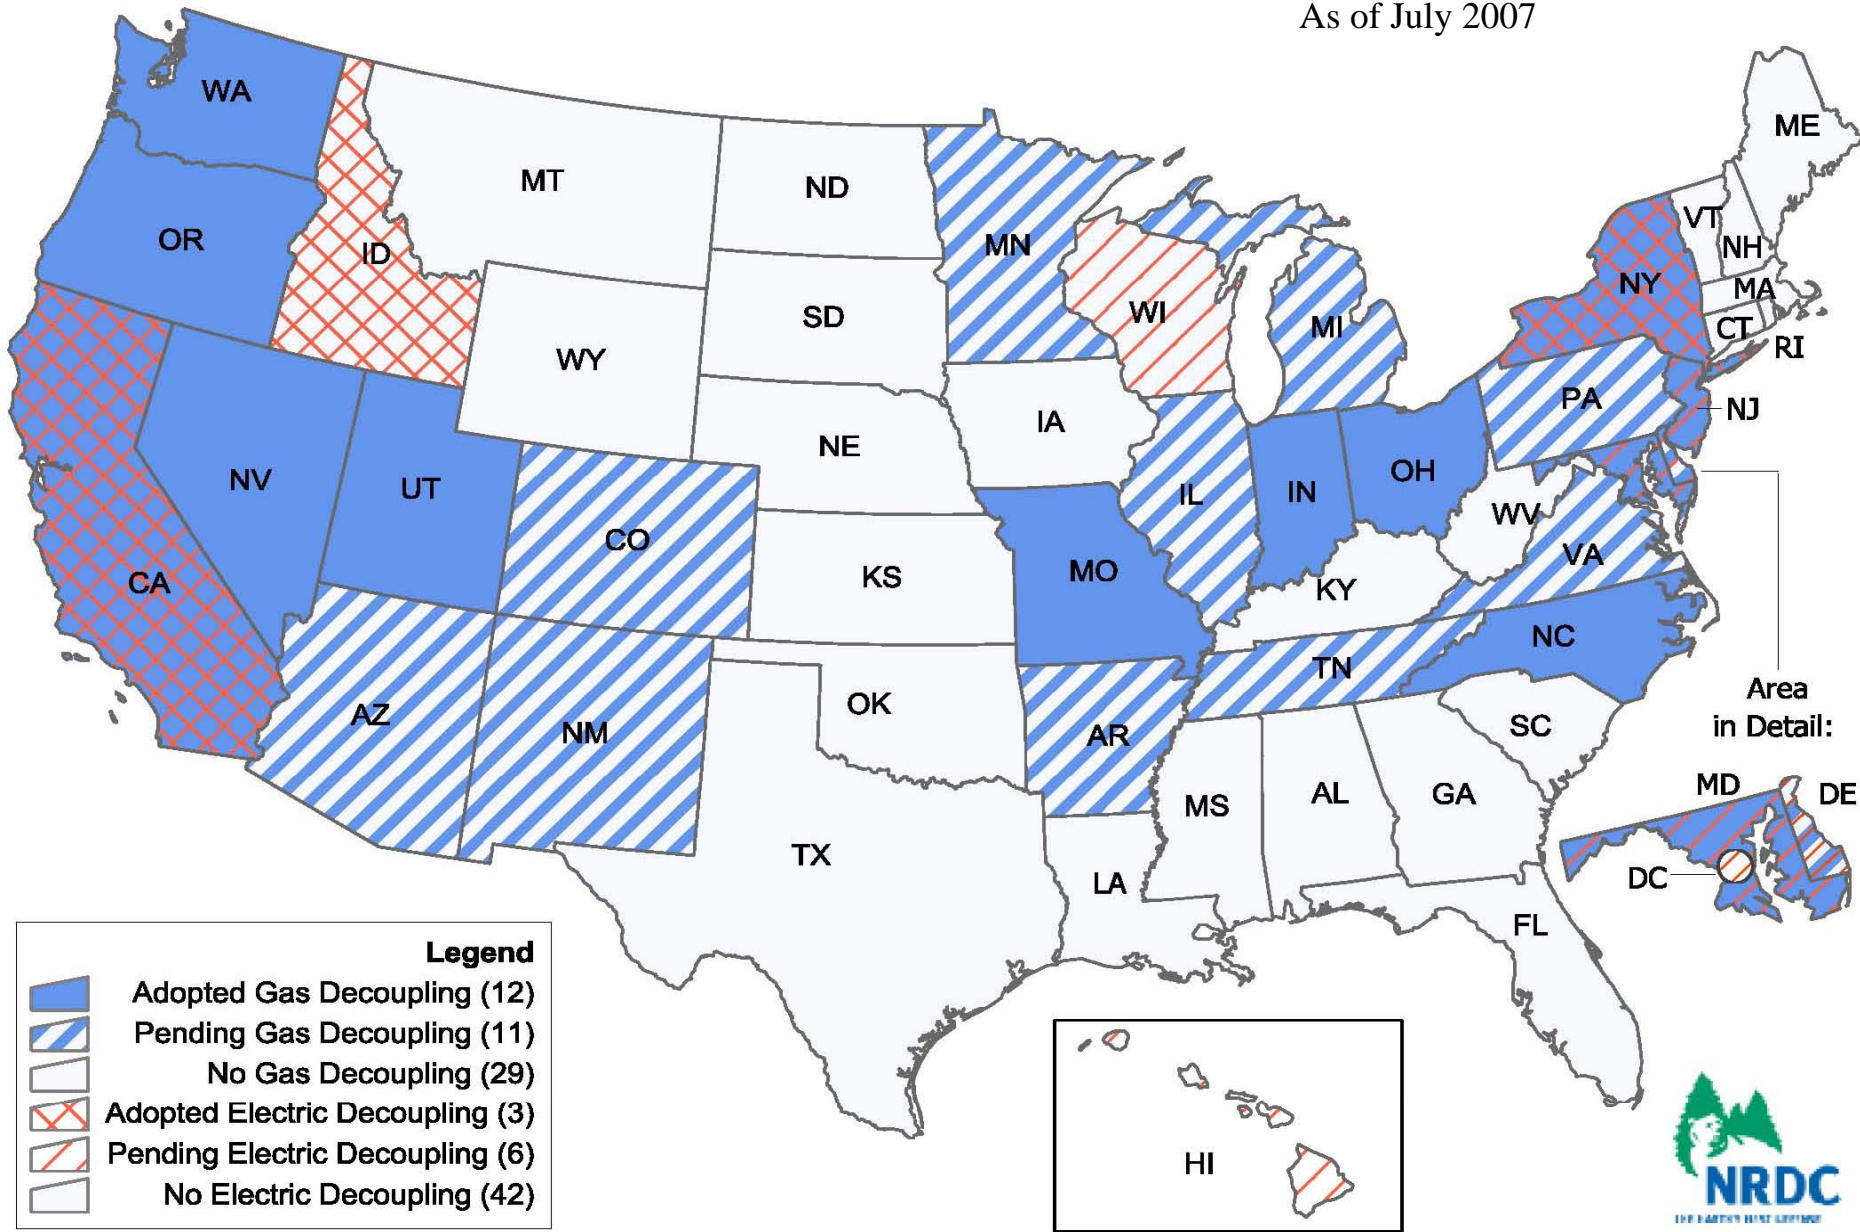 As of July 2007
WA
MT
ND
ME
OR
ID
MN
VT
NH
NY
MA
WI
SD
MI
CT
RI
WY
PA
NJ
IA
NE
NV
UT
IL
IN
OH
WV
CO
VA
CA
KS
MO
KY
NC
TN
AZ
NM
OK
AR
SC
Area
in Detail:
MS
AL
GA
MD
DE
TX
LA
DC
FL
Legend
Adopted Gas Decoupling (12)
Pending Gas Decoupling (11)
No Gas Decoupling (29)
Adopted Electric Decoupling (3)
Pending Electric Decoupling (6)
No Electric Decoupling (42)
HI
NRDC
THE EARTH'S BEST DEFENSE